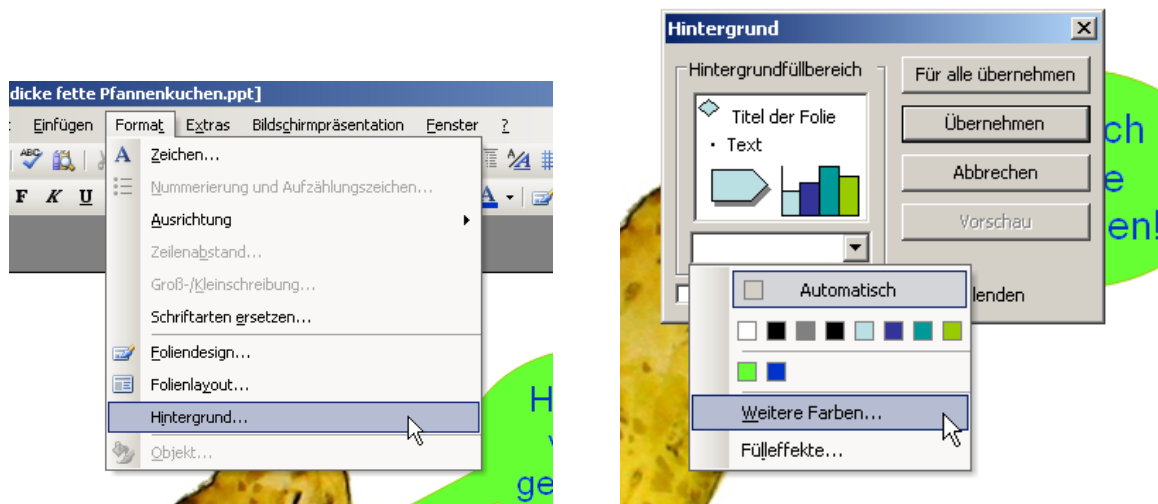 dicke fette Pfannenkuchen.ppt]
Einfügen Format Extras Bildschirmpräsentation Fenster ?
ABC
F K U A
A Zeichen...
Nummerierung und Aufzählungszeichen...
Ausrichtung
Zeilenabstand...
Groß-/Kleinschreibung...
Schriftarten ersetzen...
Foliendesign...
Folienlayout...
Hintergrund...
Objekt...
H
ge
Hintergrund
Hintergrundfüllbereich
Titel der Folie
• Text
Für alle übernehmen
Übernehmen
Abbrechen
Vorschau
Automatisch
lenden
Weitere Farben...
Fülleffekte...
ch
e
en!